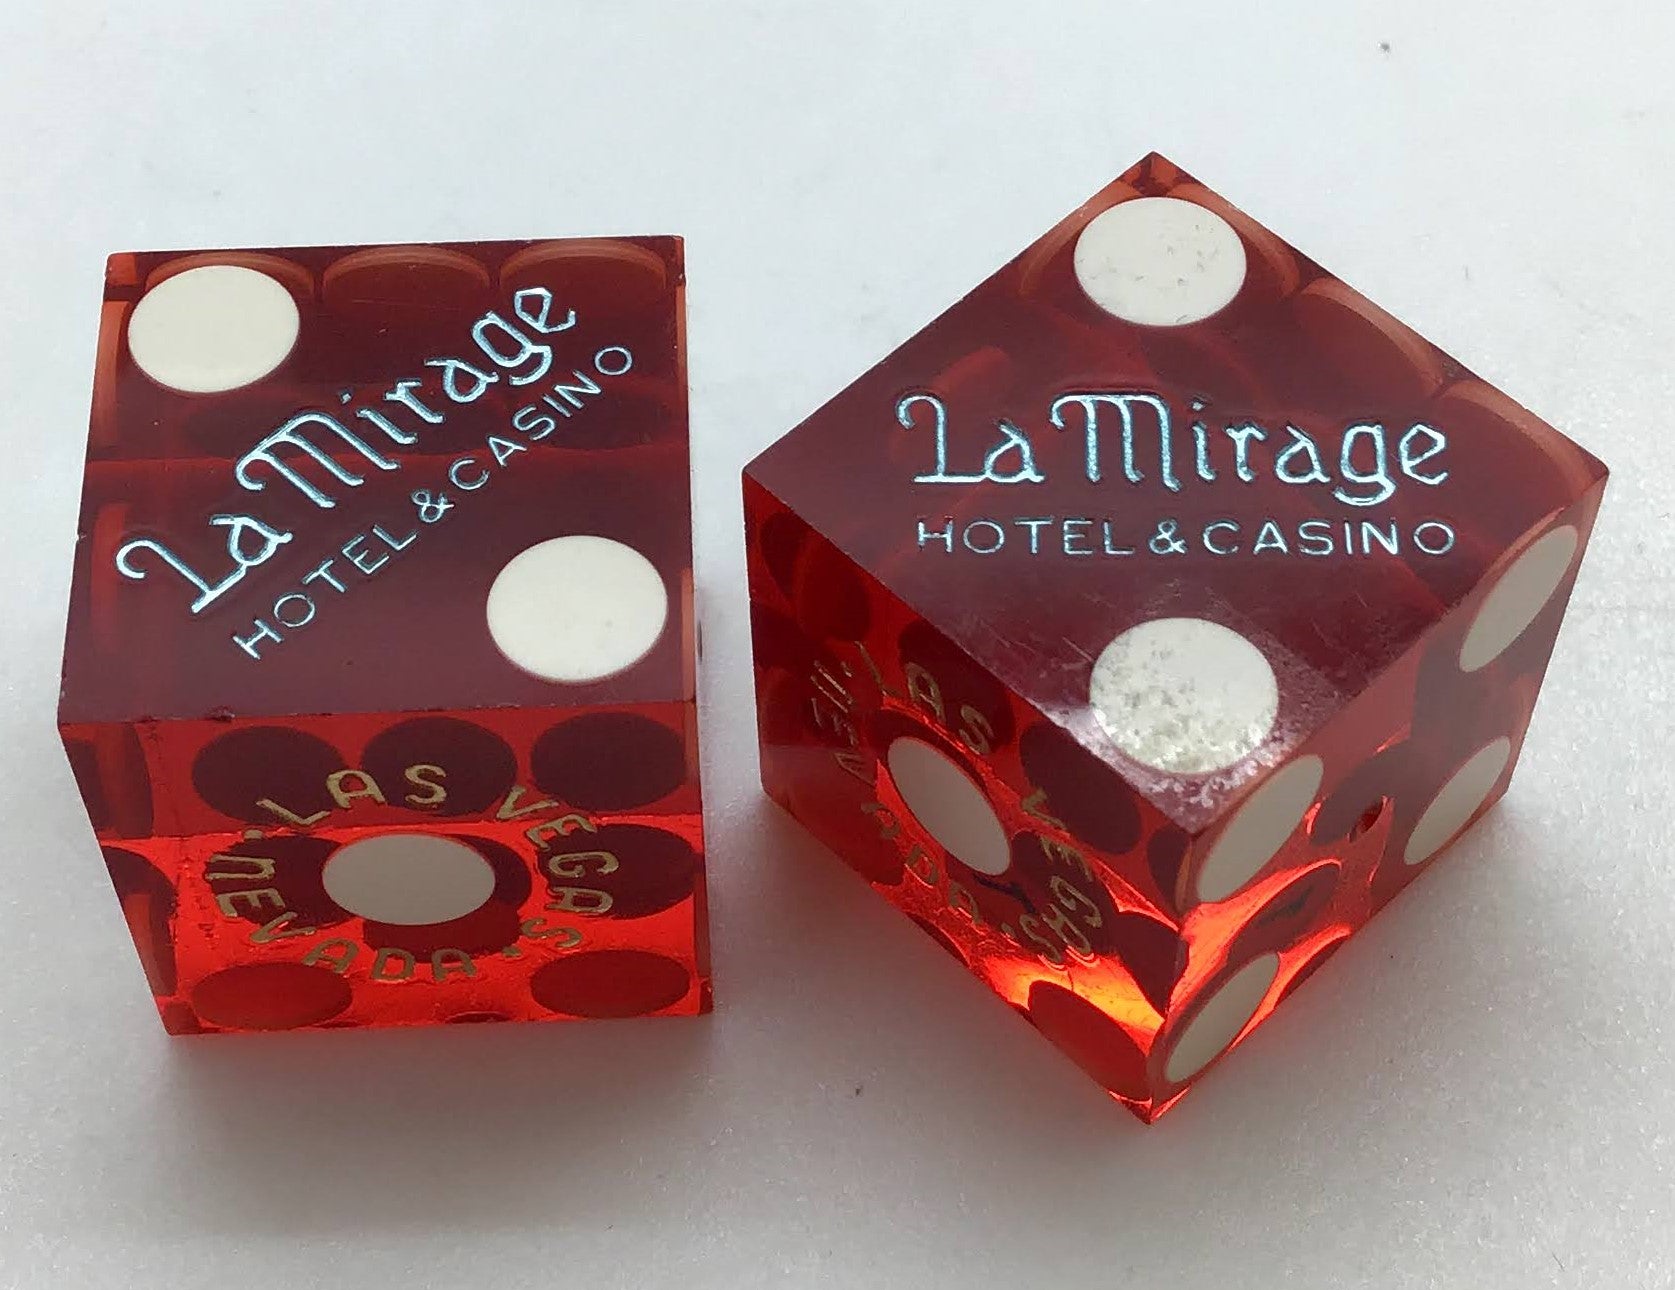 La Mirage
HOTEL & CASINO
• LAS VEGAS •
NEVADA
La Mirage
HOTEL & CASINO
• LAS VEGAS •
NEVADA